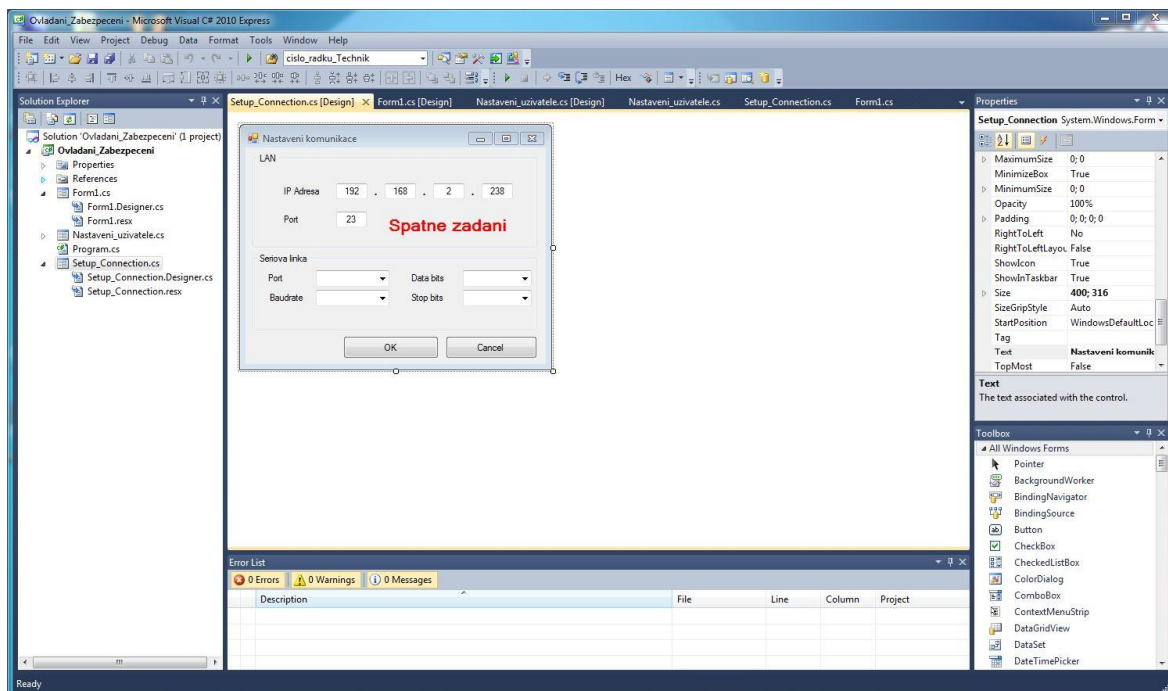 Ovladani_Zabezpeceni - Microsoft Visual C# 2010 Express
File Edit View Project Debug Data Format Tools Window Help
cislo_radku_Technik
Hex
Solution Explorer
Solution 'Ovladani_Zabezpeceni' (1 project)
Ovladani_Zabezpeceni
Properties
References
Form1.cs
Form1.Designer.cs
Form1.resx
Nastaveni_uzivatele.cs
Program.cs
Setup_Connection.cs
Setup_Connection.Designer.cs
Setup_Connection.resx
Setup_Connection.cs [Design] Form1.cs [Design] Nastaveni_uzivatele.cs [Design] Nastaveni_uzivatele.cs Setup_Connection.cs Form1.cs
Nastaveni komunikace
LAN
IP Adresa 192 . 168 . 2 . 238
Port 23
Spatne zadani
Seriova linka
Port Data bits
Baudrate Stop bits
OK Cancel
Error List
0 Errors 0 Warnings 0 Messages
Description File Line Column Project
Properties
Setup_Connection System.Windows.Form
MaximumSize 0; 0
MinimizeBox True
MinimumSize 0; 0
Opacity 100%
Padding 0; 0; 0; 0
RightToLeft No
RightToLeftLayou False
ShowIcon True
ShowInTaskbar True
Size 400; 316
SizeGripStyle Auto
StartPosition WindowsDefaultLoc
Tag
Text Nastaveni komunik
TopMost False
Text
The text associated with the control.
Toolbox
All Windows Forms
Pointer
BackgroundWorker
BindingNavigator
BindingSource
Button
CheckBox
CheckedListBox
ColorDialog
ComboBox
ContextMenuStrip
DataGridView
DataSet
DateTimePicker
Ready